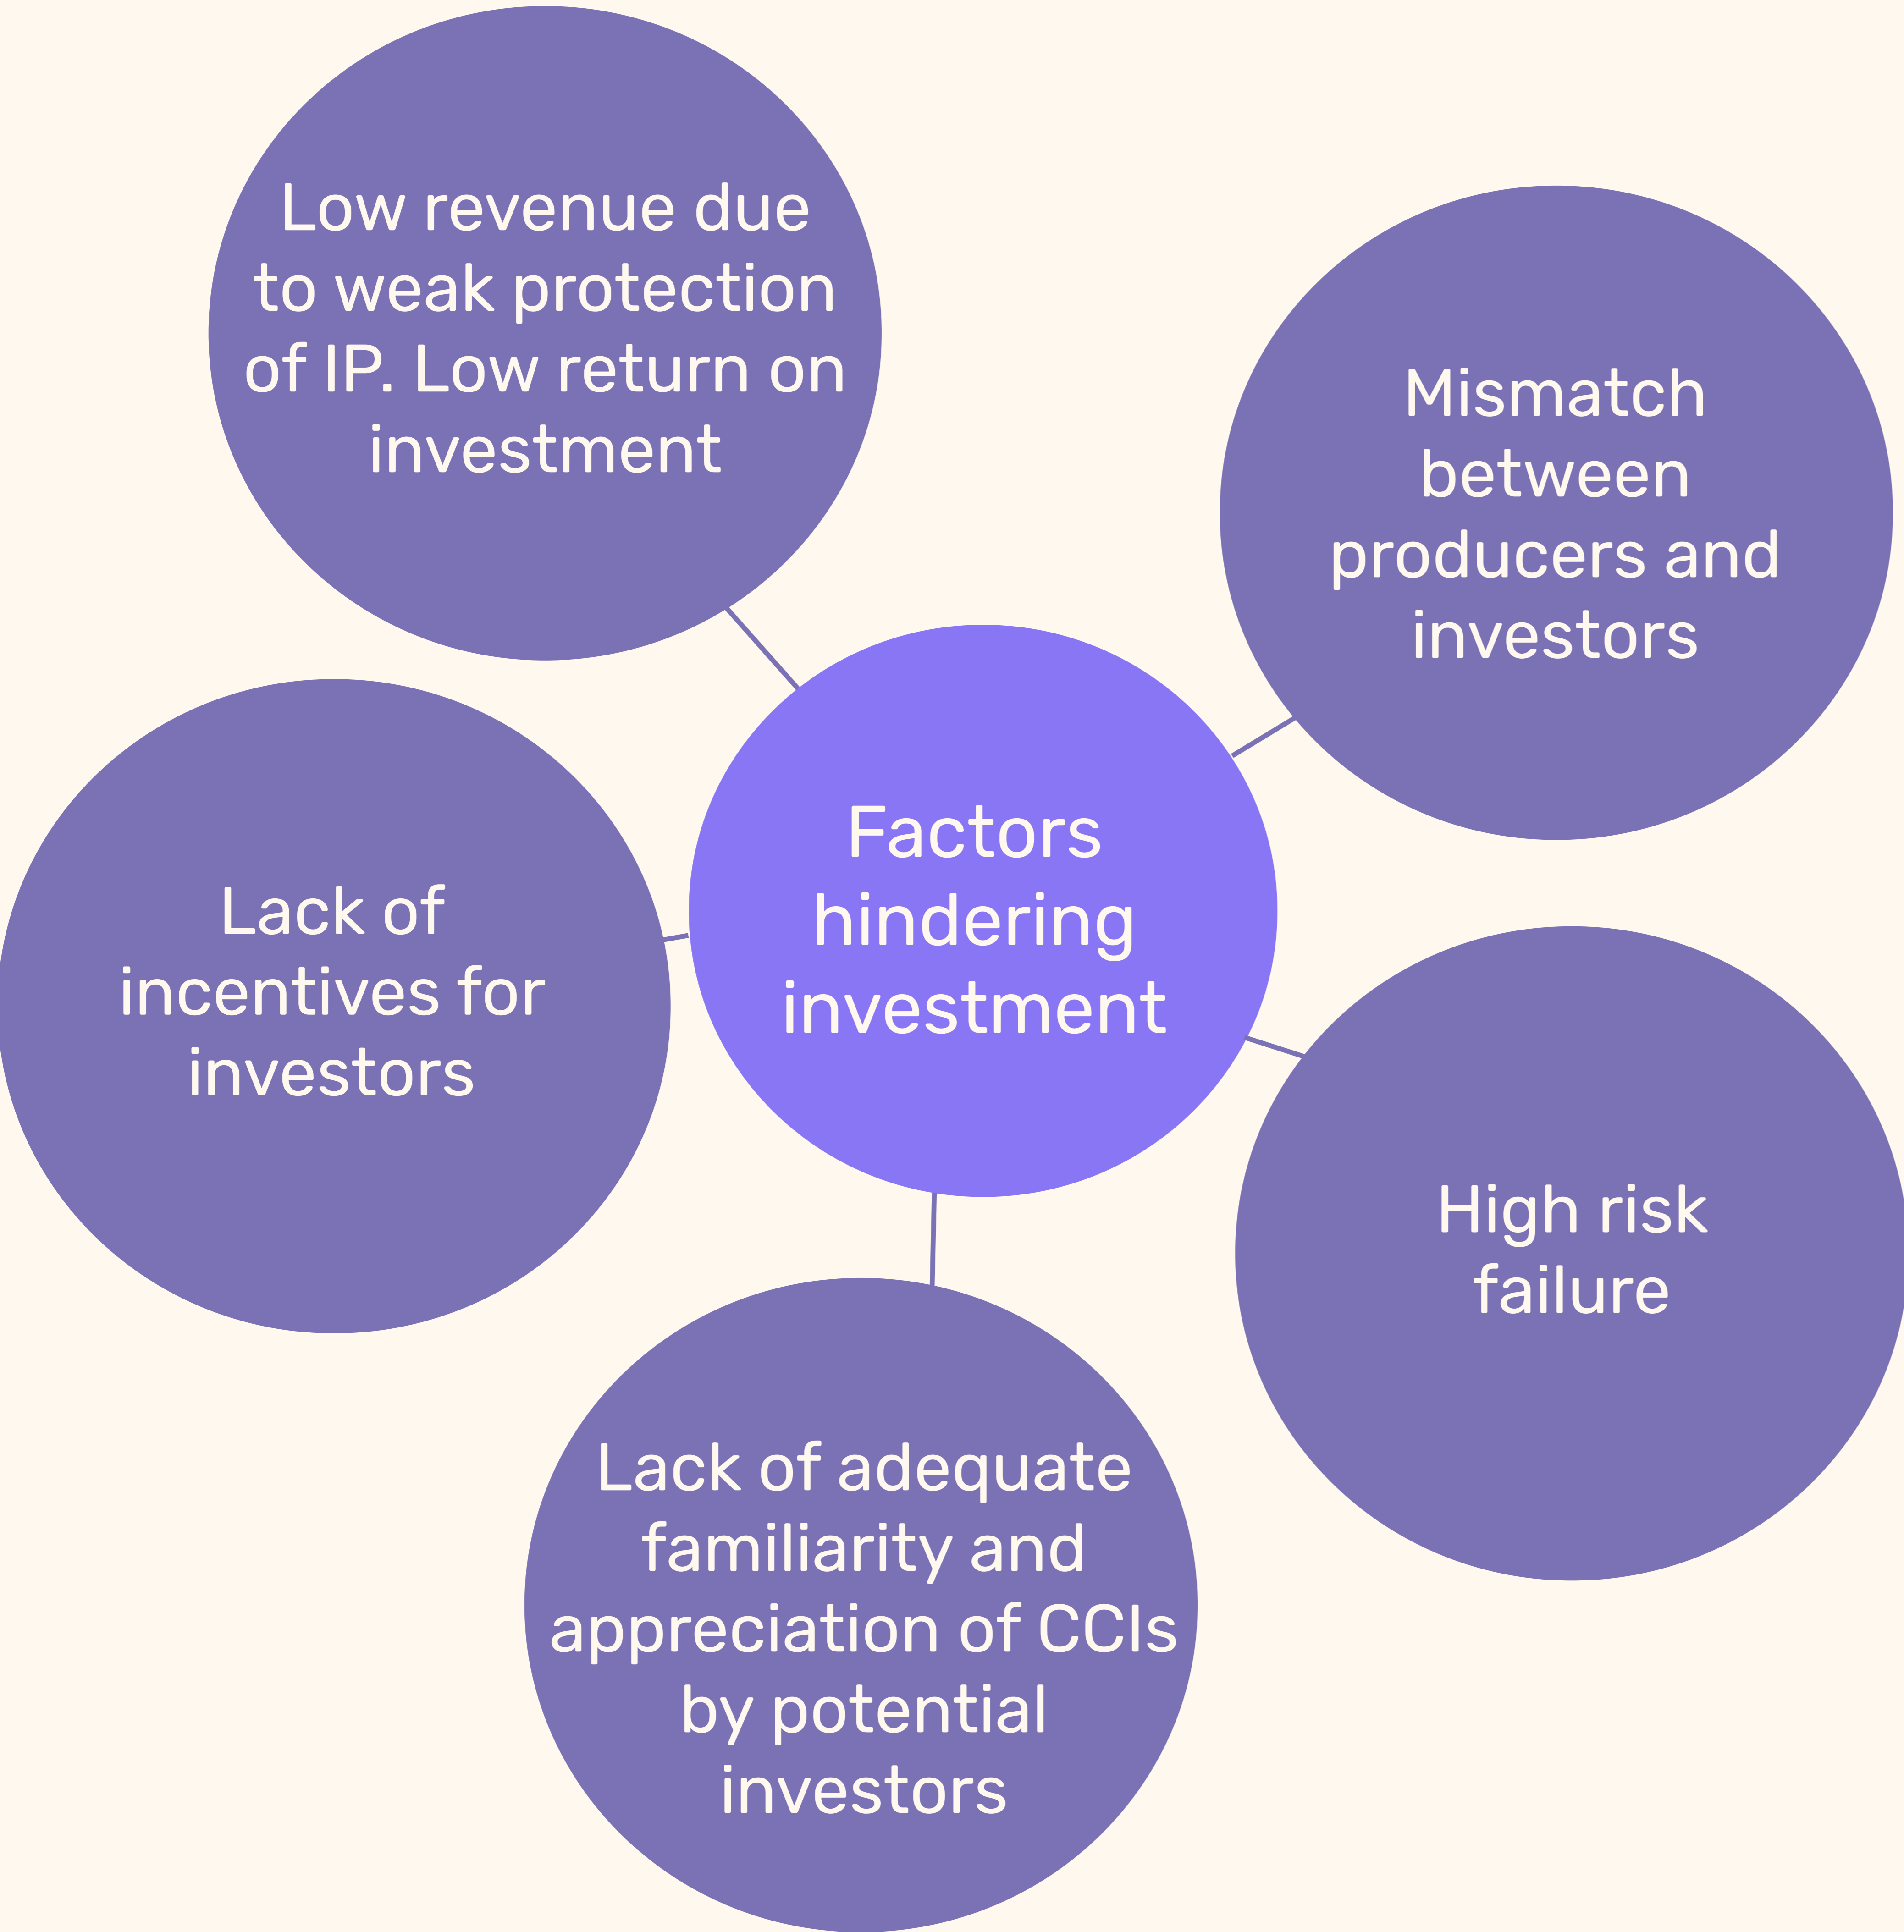 Low revenue due
to weak protection
of IP. Low return on
investment
Mismatch
between
producers and
investors
Factors
hindering
investment
Lack of
incentives for
investors
High risk
failure
Lack of adequate
familiarity and
appreciation of CCIs
by potential
investors